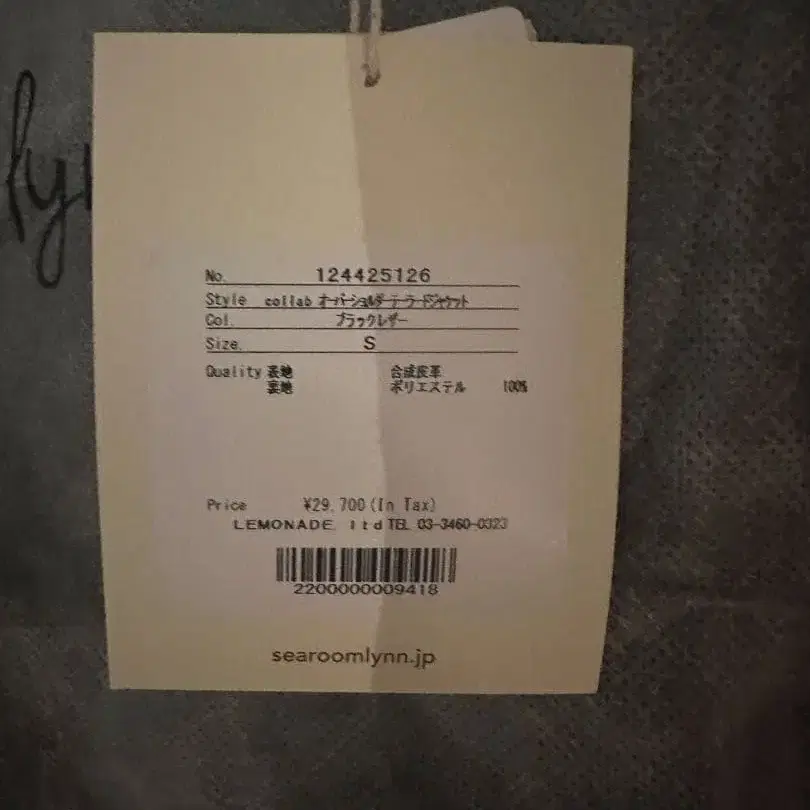 lyn
No. 124425126
Style collab オーバーショルダーテーラードジャケット
Col. ブラックレザー
Size. S
Quality 表地 合成皮革
裏地 ポリエステル 100%
Price ¥29,700(In Tax)
LEMONADE. ltd TEL 03-3460-0323
2200000009418
searoomlynn.jp